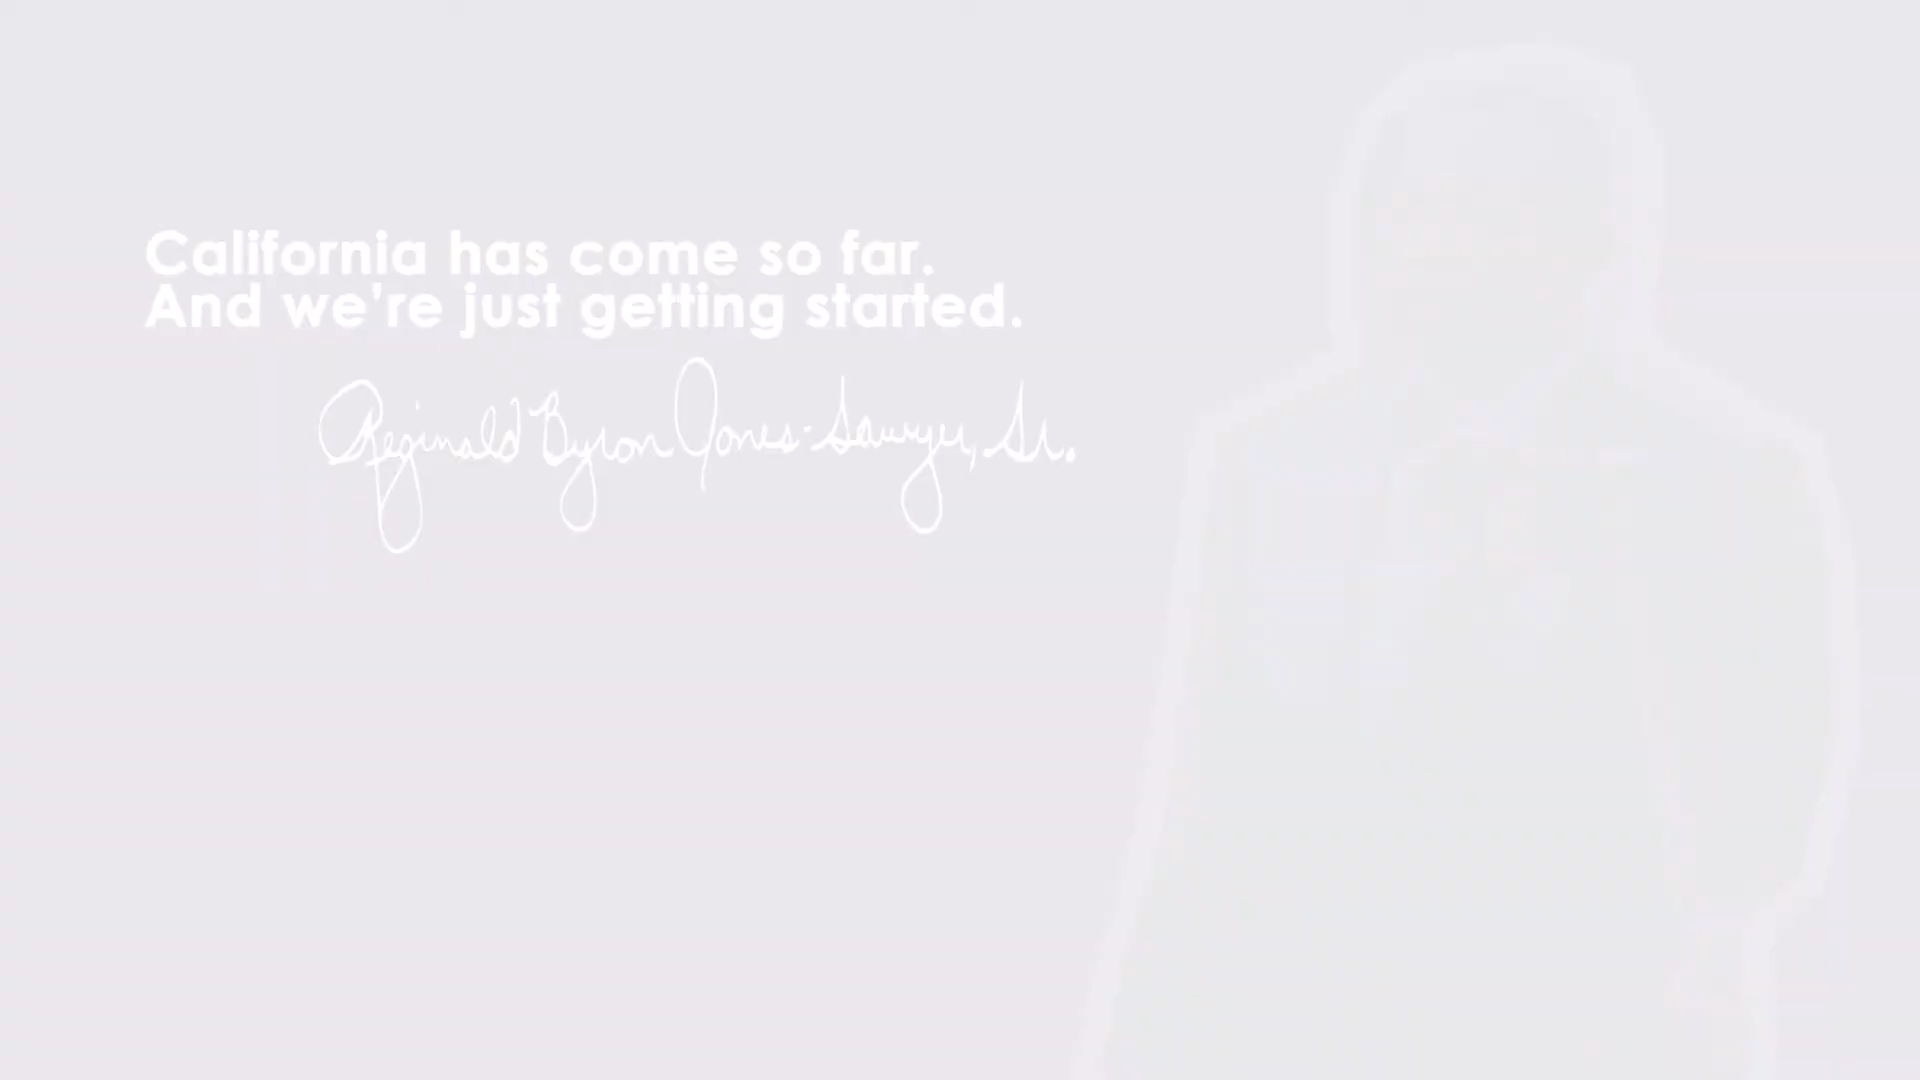 California has come so far.
And we're just getting started.
Reginald Byron Jones-Sawyer, Sr.